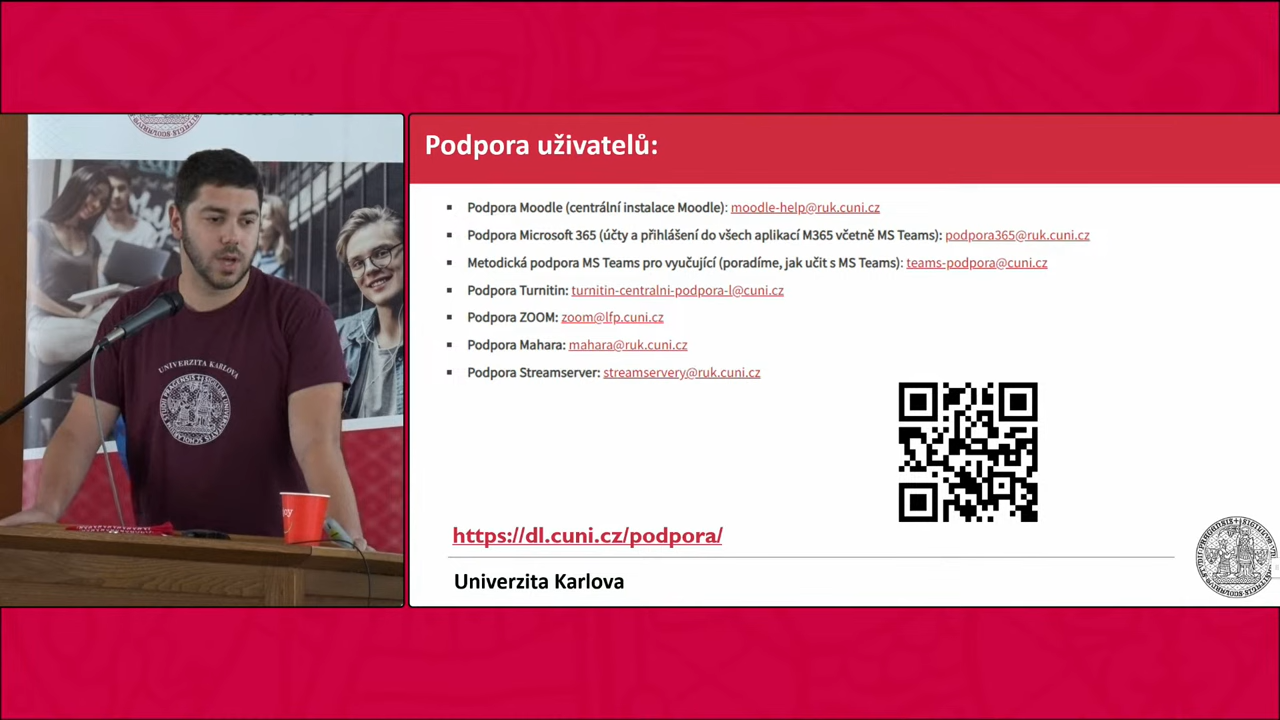 UNIVERZITA KARLOVA
Podpora uživatelů:
▪ Podpora Moodle (centrální instalace Moodle): moodle-help@ruk.cuni.cz
▪ Podpora Microsoft 365 (účty a přihlášení do všech aplikací M365 včetně MS Teams): podpora365@ruk.cuni.cz
▪ Metodická podpora MS Teams pro vyučující (poradíme, jak učit s MS Teams): teams-podpora@cuni.cz
▪ Podpora Turnitin: turnitin-centralni-podpora-l@cuni.cz
▪ Podpora ZOOM: zoom@lfp.cuni.cz
▪ Podpora Mahara: mahara@ruk.cuni.cz
▪ Podpora Streamserver: streamservery@ruk.cuni.cz
https://dl.cuni.cz/podpora/
Univerzita Karlova